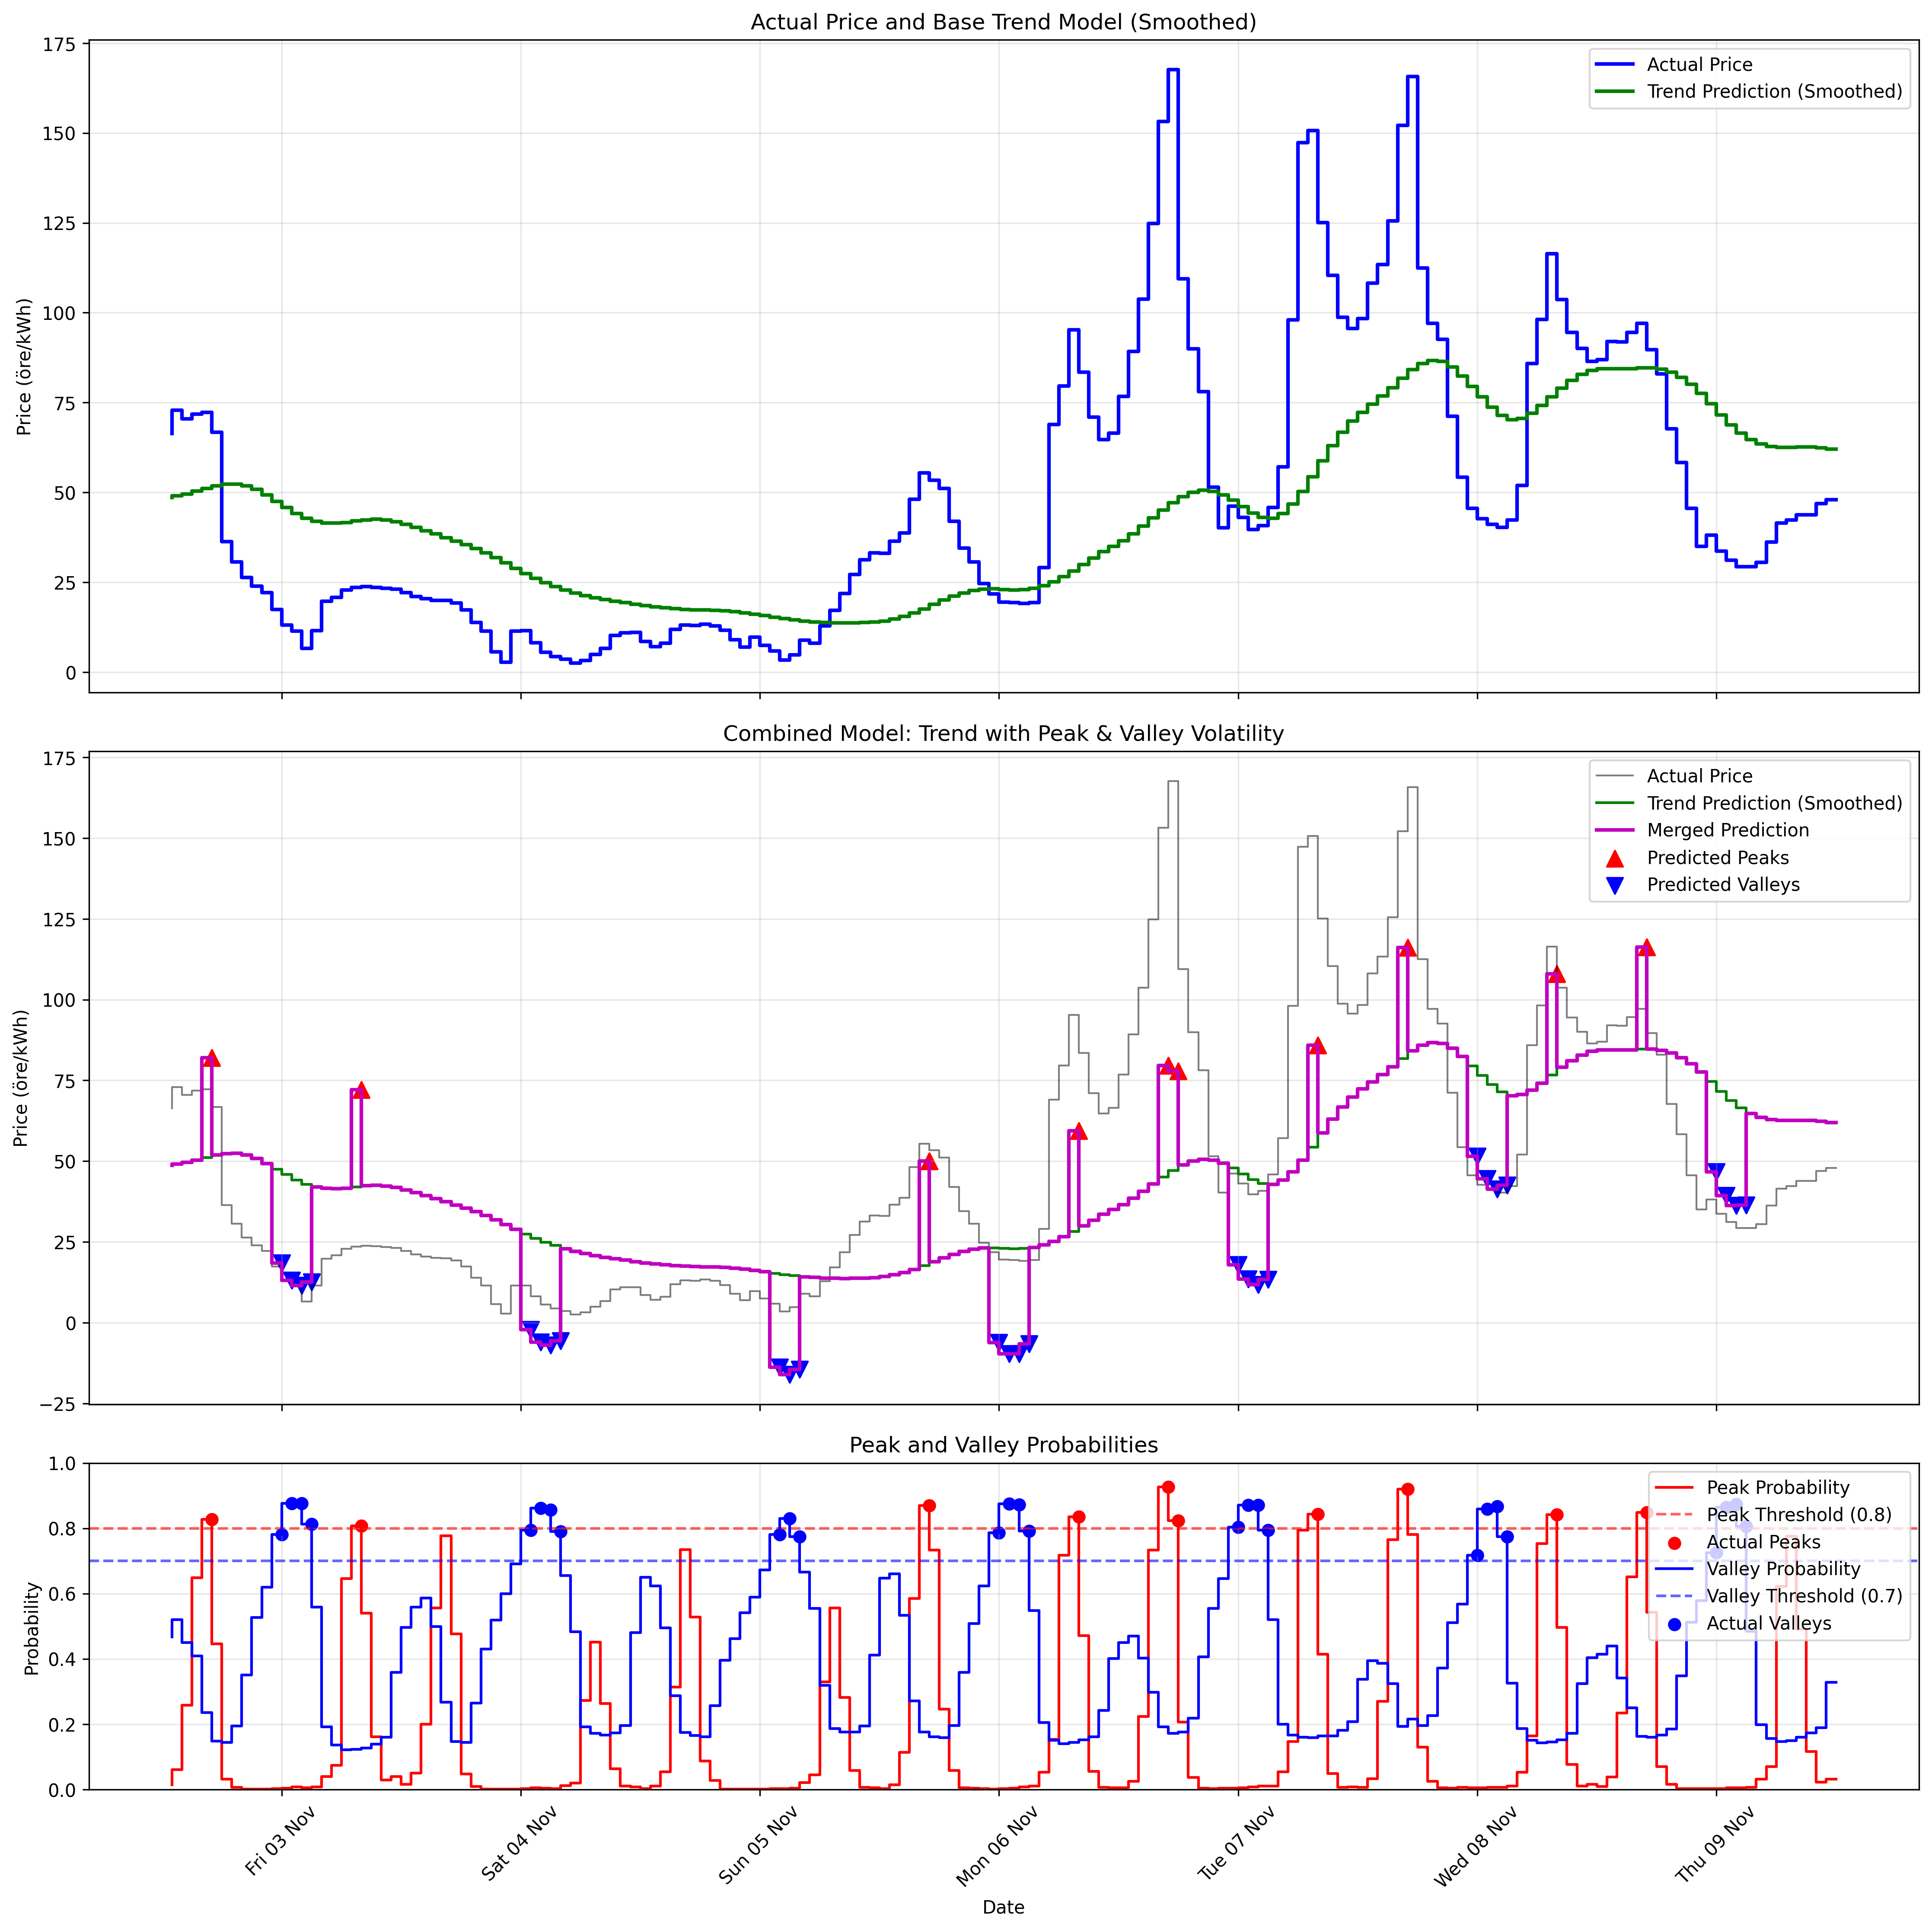 Actual Price and Base Trend Model (Smoothed)
175
150
125
100
75
50
25
0
Price (öre/kWh)
Actual Price
Trend Prediction (Smoothed)
Combined Model: Trend with Peak & Valley Volatility
175
150
125
100
75
50
25
0
−25
Price (öre/kWh)
Actual Price
Trend Prediction (Smoothed)
Merged Prediction
Predicted Peaks
Predicted Valleys
Peak and Valley Probabilities
1.0
0.8
0.6
0.4
0.2
0.0
Probability
Peak Probability
Peak Threshold (0.8)
Actual Peaks
Valley Probability
Valley Threshold (0.7)
Actual Valleys
Fri 03 Nov
Sat 04 Nov
Sun 05 Nov
Mon 06 Nov
Tue 07 Nov
Wed 08 Nov
Thu 09 Nov
Date